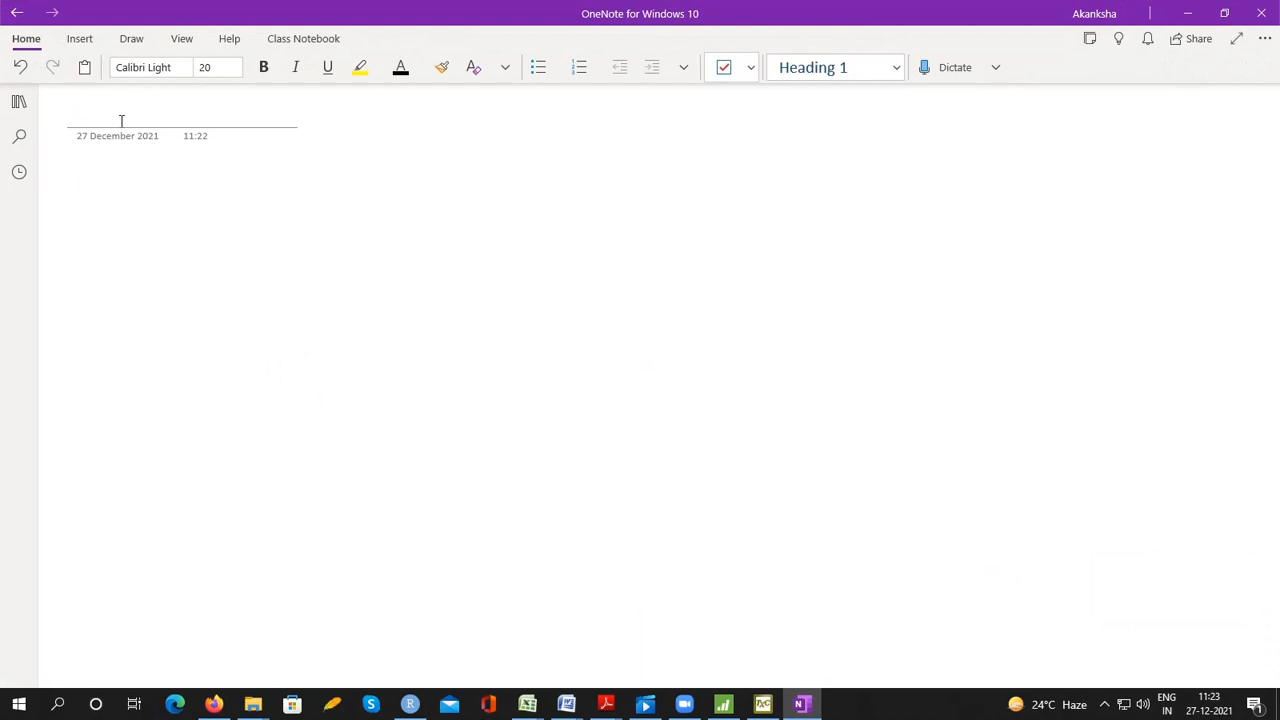 OneNote for Windows 10
Akanksha
Home Insert Draw View Help Class Notebook Share
Calibri Light 20 B I U A A Heading 1 Dictate
27 December 2021 11:22
24°C Haze ENG IN 11:23 27-12-2021